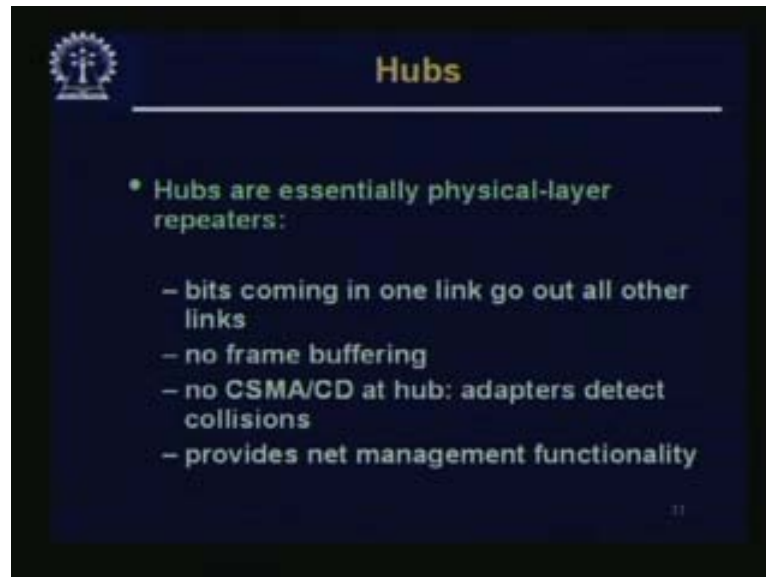 Hubs
• Hubs are essentially physical-layer
repeaters:
– bits coming in one link go out all other
links
– no frame buffering
– no CSMA/CD at hub: adapters detect
collisions
– provides net management functionality